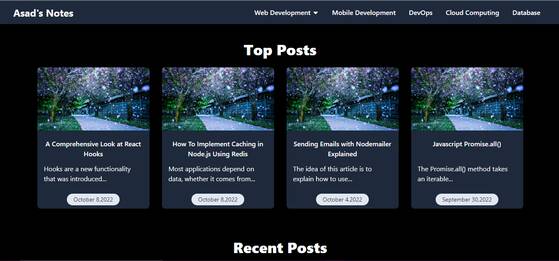 Asad's Notes
Web Development Mobile Development DevOps Cloud Computing Database
Top Posts
A Comprehensive Look at React
Hooks
Hooks are a new functionality
that was introduced...
October 8,2022
How To Implement Caching in
Node.js Using Redis
Most applications depend on
data, whether it comes from...
October 8,2022
Sending Emails with Nodemailer
Explained
The idea of this article is to
explain how to use...
October 4,2022
Javascript Promise.all()
The Promise.all() method takes
an iterable...
September 30,2022
Recent Posts